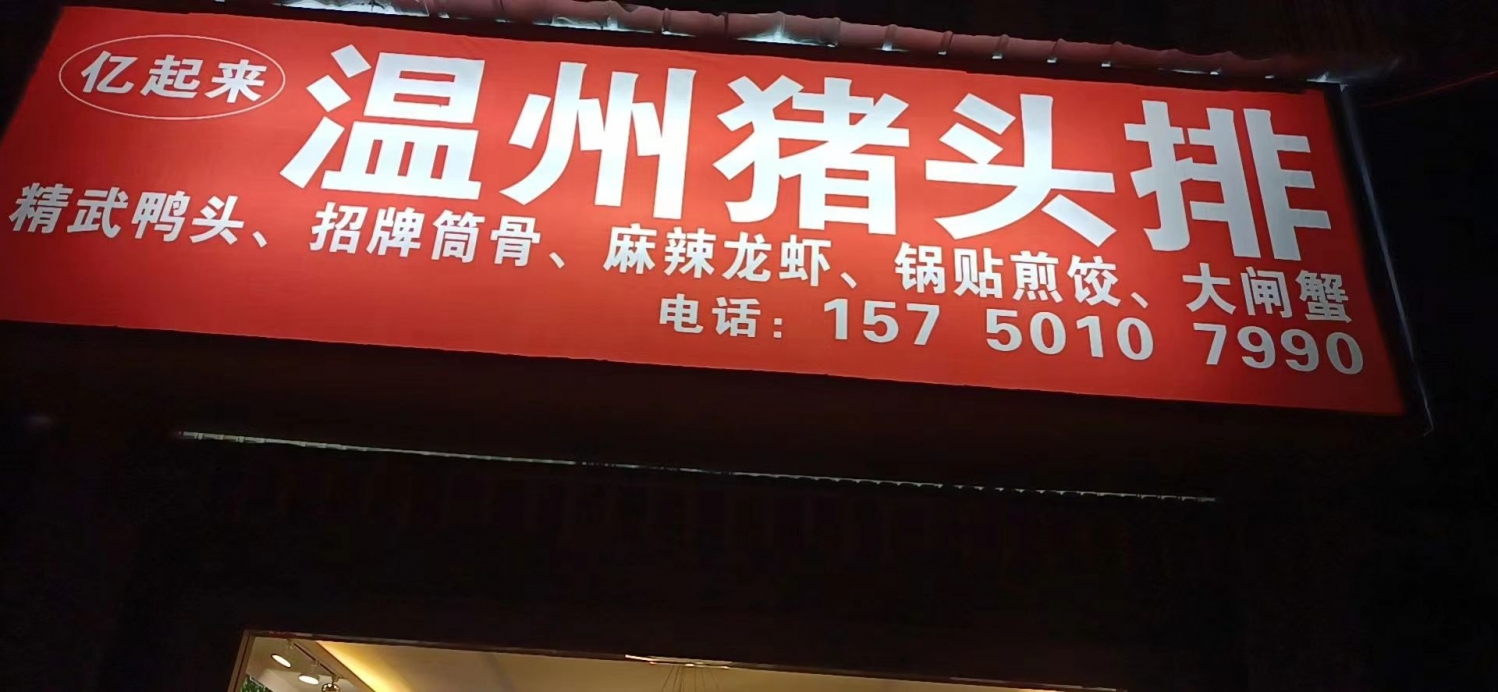 亿起来
温州猪头排
精武鸭头、招牌筒骨、麻辣龙虾、锅贴煎饺、大闸蟹
电话：157 5010 7990